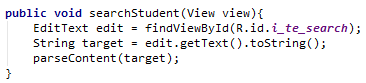 public void searchStudent(View view){
    EditText edit = findViewById(R.id.i_te_search);
    String target = edit.getText().toString();
    parseContent(target);
}